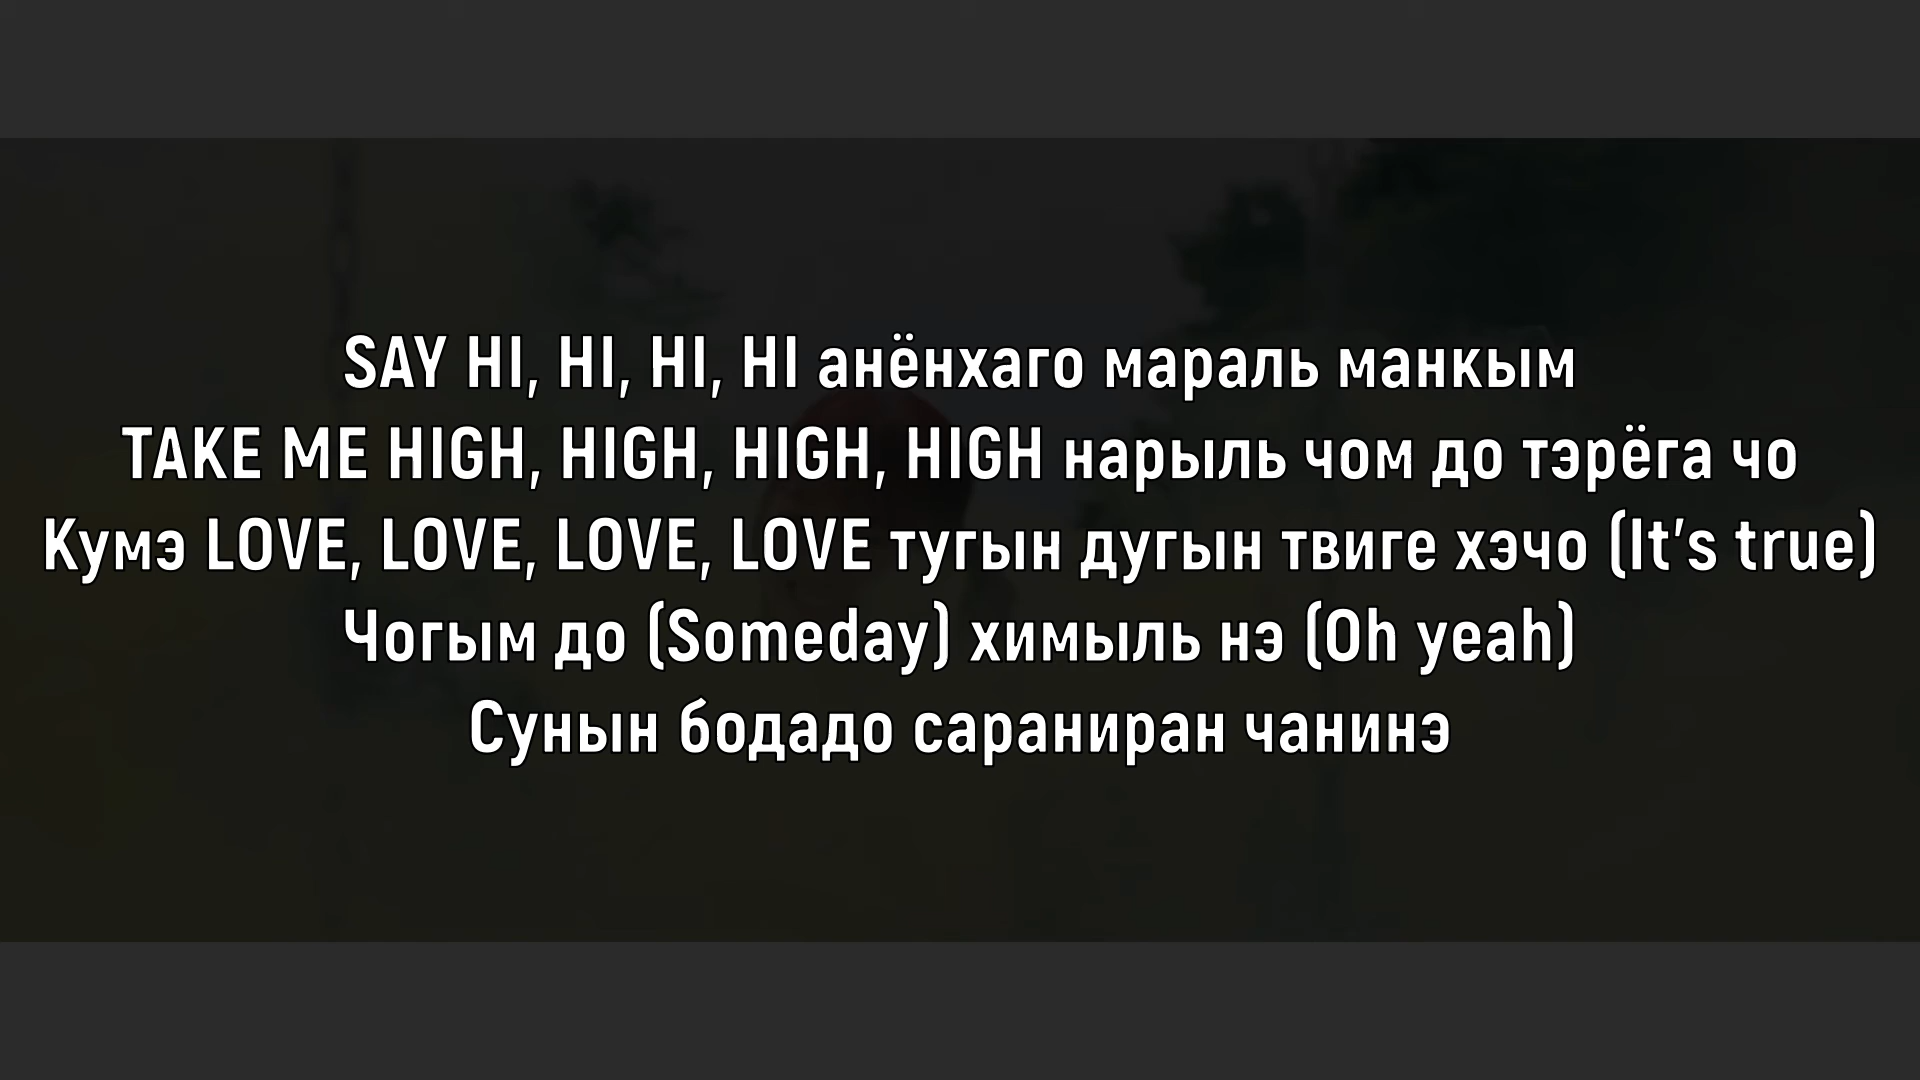 SAY HI, HI, HI, HI анёнхаго мараль манкым
TAKE ME HIGH, HIGH, HIGH, HIGH нарыль чом до тэрёга чо
Кумэ LOVE, LOVE, LOVE, LOVE тугын дугын твиге хэчо (It's true)
Чогым до (Someday) химыль нэ (Oh yeah)
Сунын бодадо сараниран чанинэ